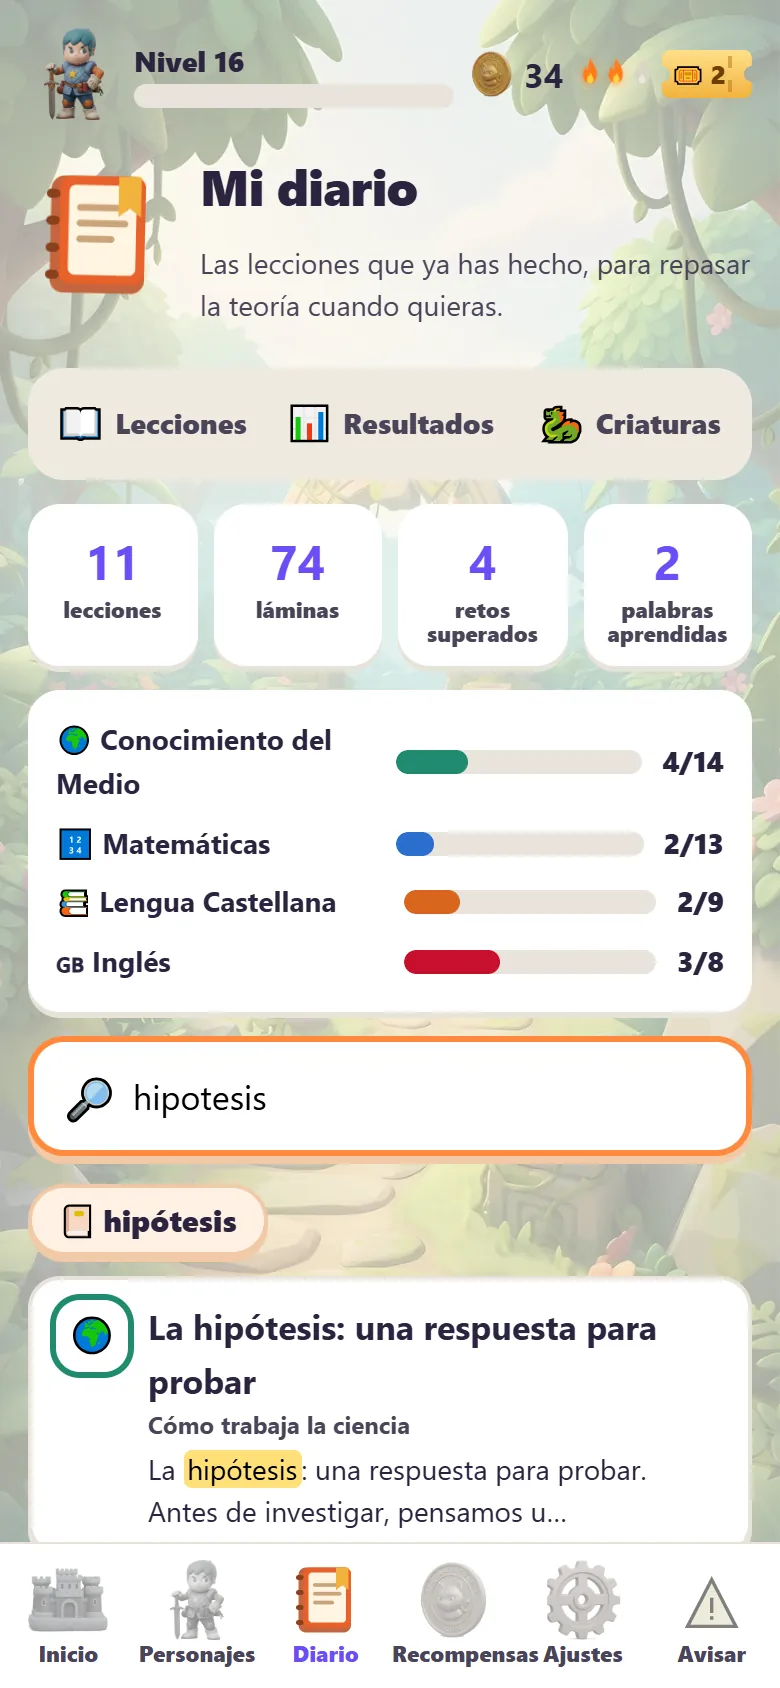 Nivel 16
34
2
Mi diario
Las lecciones que ya has hecho, para repasar
la teoría cuando quieras.
Lecciones
Resultados
Criaturas
11
lecciones
74
láminas
4
retos
superados
2
palabras
aprendidas
Conocimiento del
Medio
4/14
Matemáticas
2/13
Lengua Castellana
2/9
GB Inglés
3/8
hipotesis
hipótesis
La hipótesis: una respuesta para
probar
Cómo trabaja la ciencia
La hipótesis: una respuesta para probar.
Antes de investigar, pensamos u...
Inicio
Personajes
Diario
Recompensas
Ajustes
Avisar